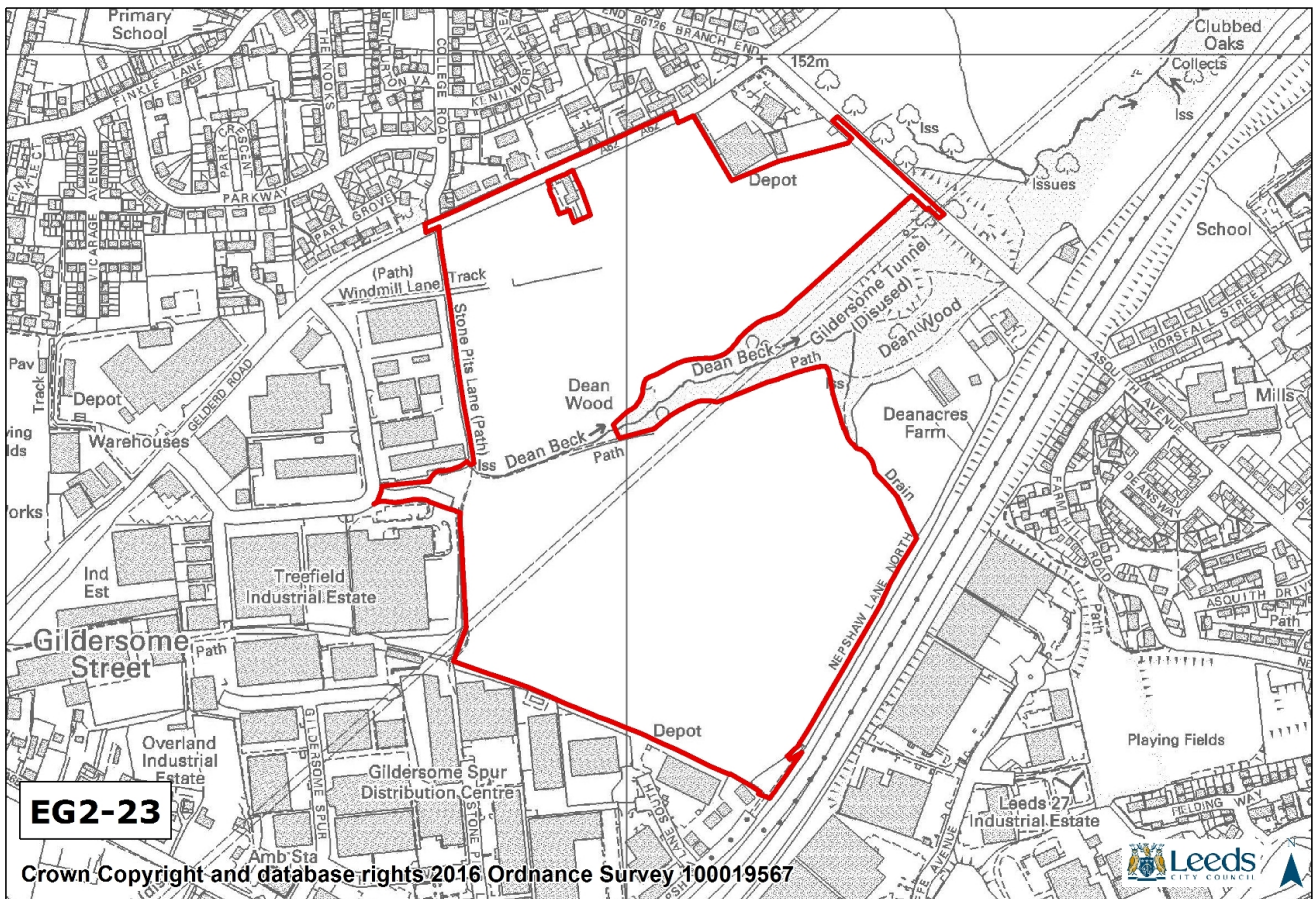 Primary
School
FINKLE LANE
THE NOOKS
COLLEGE ROAD
KENILWORTH
END B6126 BRANCH END
152m
Clubbed
Oaks
Collects
Iss
Iss
Issues
VICARAGE AVENUE
PARK CRESCENT
PARKWAY
PARK GROVE
A62
A62
Depot
School
(Path)
Windmill Lane
Track
Stone Pits Lane (Path)
Gildersome Tunnel
(Disused)
Dean Wood
Dean Beck
Path
Iss
HORSFALL STREET
ASQUITH AVENUE
Mills
Pav
Track
Depot
GELDERD ROAD
Warehouses
Dean
Wood
Deanacres
Farm
Iss
Dean Beck
Path
Drain
DEANSWAY
FARM HILL ROAD
ASQUITH DRIVE
Path
Path
orks
Ind
Est
Treefield
Industrial Estate
NEPSHAW LANE NORTH
Gildersome
Street
Path
Depot
Playing Fields
Overland
Industrial
Estate
GILDERSOME SPUR
Gildersome Spur
Distribution Centre
Leeds 27
Industrial Estate
FIELDING WAY
EG2-23
Amb Sta
Crown Copyright and database rights 2016 Ordnance Survey 100019567
Leeds
CITY COUNCIL
N